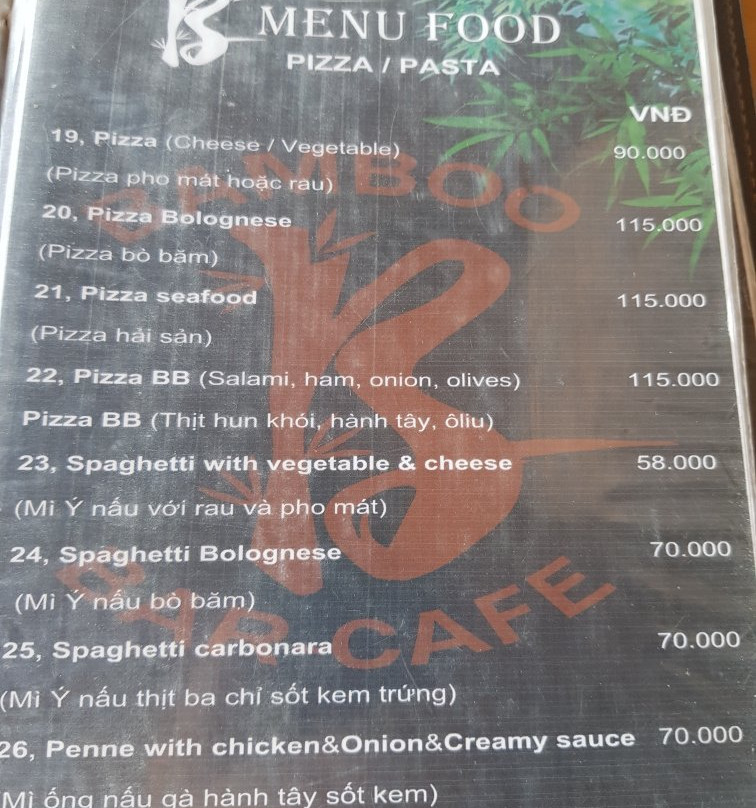 MENU FOOD
PIZZA / PASTA
VNĐ
19, Pizza (Cheese / Vegetable) 90.000
(Pizza pho mát hoặc rau)
20, Pizza Bolognese 115.000
(Pizza bò băm)
21, Pizza seafood 115.000
(Pizza hải sản)
22, Pizza BB (Salami, ham, onion, olives) 115.000
Pizza BB (Thịt hun khói, hành tây, ôliu)
23, Spaghetti with vegetable & cheese 58.000
(Mì Ý nấu với rau và pho mát)
24, Spaghetti Bolognese 70.000
(Mì Ý nấu bò băm)
25, Spaghetti carbonara 70.000
(Mì Ý nấu thịt ba chỉ sốt kem trứng)
26, Penne with chicken&Onion&Creamy sauce 70.000
(Mì ống nấu gà hành tây sốt kem)
BAMBOO
BAR-CAFE